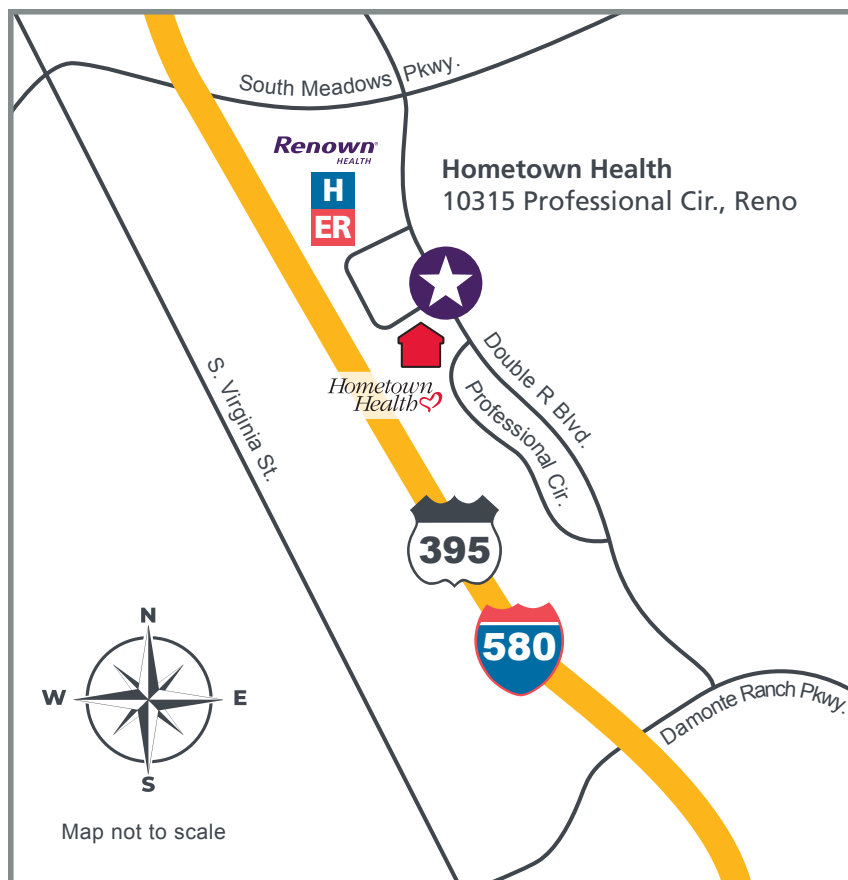 South Meadows Pkwy.
Renown®
HEALTH
H
ER
Hometown Health
10315 Professional Cir., Reno
Hometown
Health
S. Virginia St.
Double R Blvd.
Professional Cir.
395
580
N
W
E
S
Damonte Ranch Pkwy.
Map not to scale